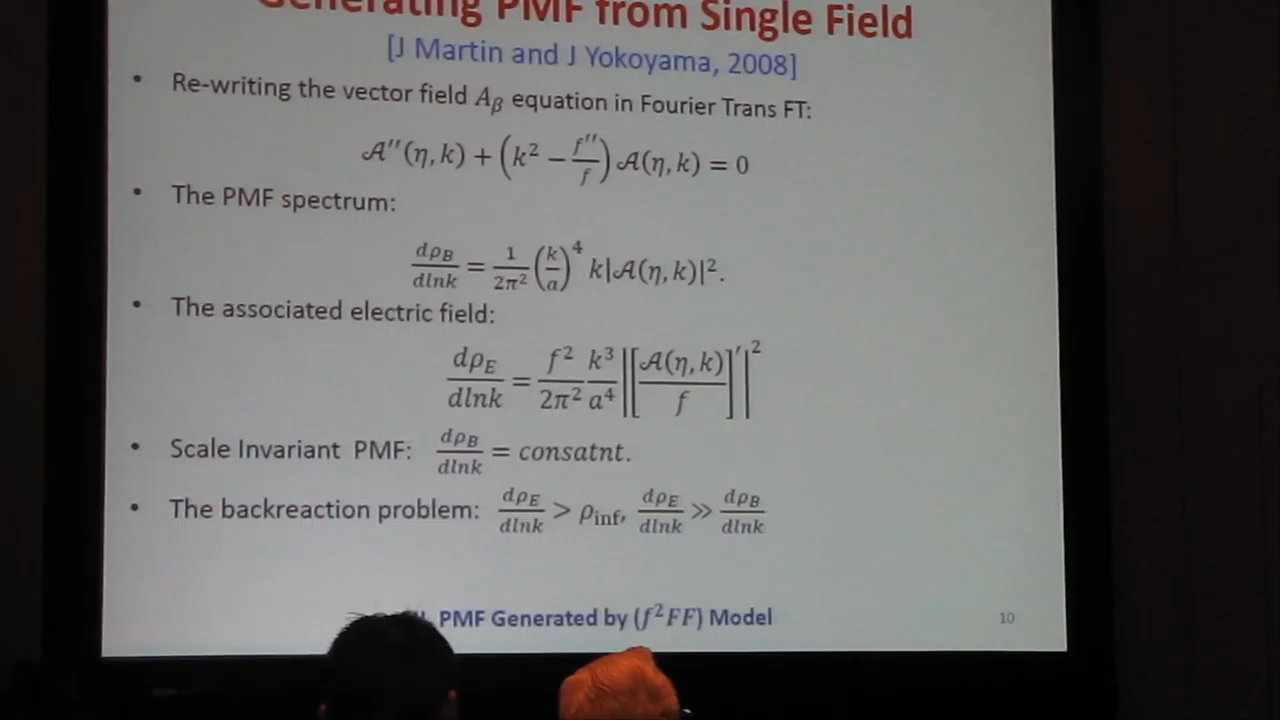 Generating PMF from Single Field
[J Martin and J Yokoyama, 2008]
• Re-writing the vector field A_β equation in Fourier Trans FT:
𝒜''(η, k) + (k² − f''/f) 𝒜(η, k) = 0
• The PMF spectrum:
dρ_B/dlnk = 1/2π² (k/a)⁴ k|𝒜(η, k)|².
• The associated electric field:
dρ_E/dlnk = f²/2π² k³/a⁴ |[𝒜(η, k)/f]'|²
• Scale Invariant PMF: dρ_B/dlnk = consatnt.
• The backreaction problem: dρ_E/dlnk > ρ_inf, dρ_E/dlnk ≫ dρ_B/dlnk
PMF Generated by (f²FF) Model
10